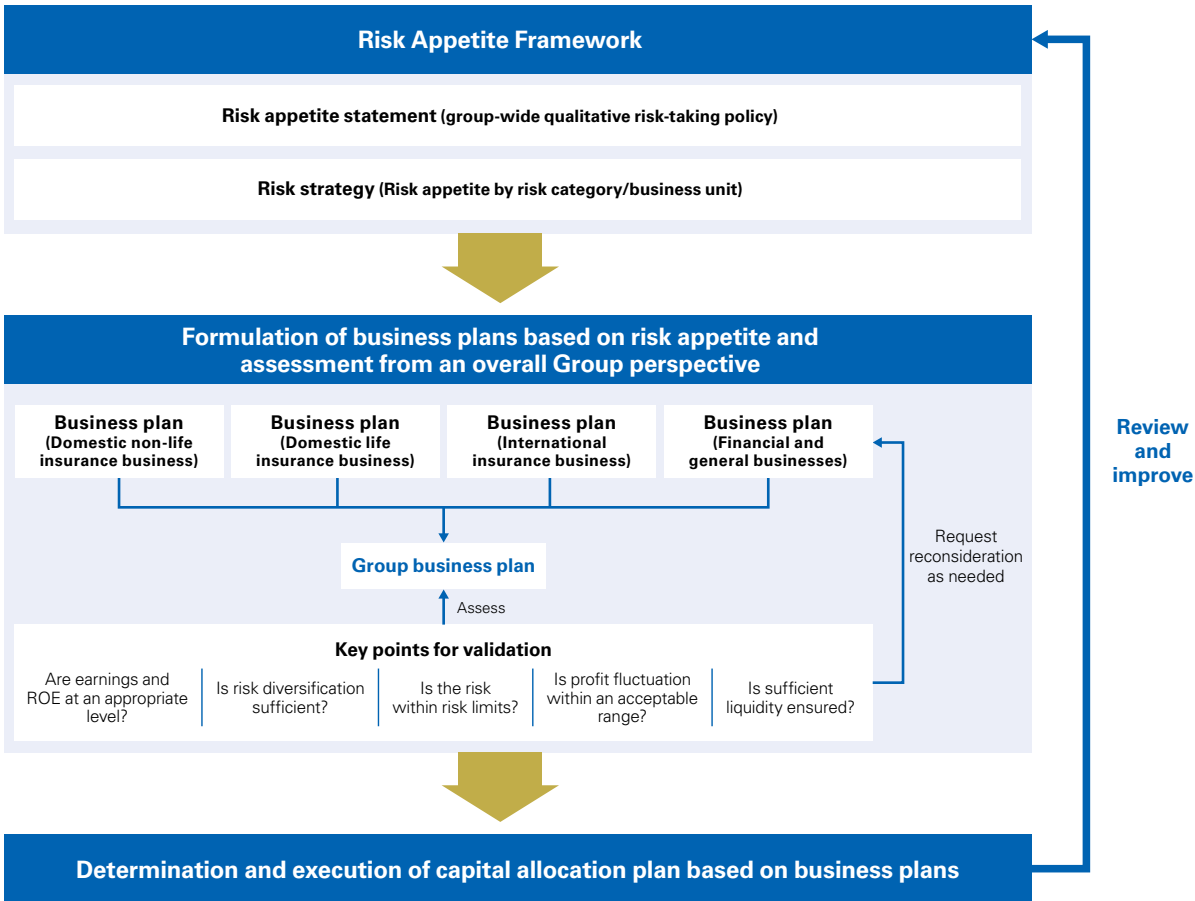 Risk Appetite Framework
Risk appetite statement (group-wide qualitative risk-taking policy)
Risk strategy (Risk appetite by risk category/business unit)
Formulation of business plans based on risk appetite and
assessment from an overall Group perspective
Business plan
(Domestic non-life
insurance business)
Business plan
(Domestic life
insurance business)
Business plan
(International
insurance business)
Business plan
(Financial and
general businesses)
Group business plan
Assess
Request
reconsideration
as needed
Key points for validation
Are earnings and
ROE at an appropriate
level?
Is risk diversification
sufficient?
Is the risk
within risk limits?
Is profit fluctuation
within an acceptable
range?
Is sufficient
liquidity ensured?
Review
and
improve
Determination and execution of capital allocation plan based on business plans